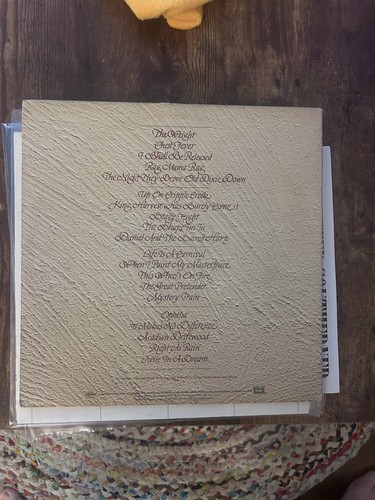 The Weight
Chest Fever
I Shall Be Released
Rag Mama Rag
The Night They Drove Old Dixie Down
Up On Cripple Creek
King Harvest Has Surely Come
Stage Fright
The Shape I'm In
Daniel And The Sacred Harp
Life Is A Carnival
When I Paint My Masterpiece
This Wheel's On Fire
The Great Pretender
Mystery Train
Ophelia
It Makes No Difference
Acadian Driftwood
Right As Rain
Livin' In A Dream